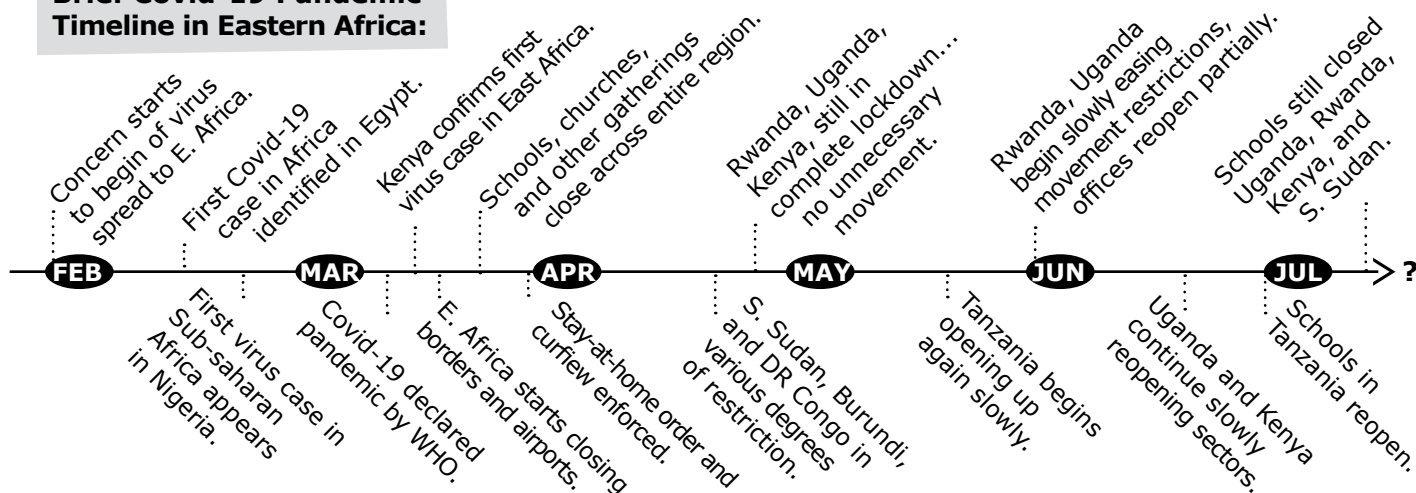 Brief Covid-19 Pandemic
Timeline in Eastern Africa:
Concern starts
to begin of virus
spread to E. Africa.
First Covid-19
case in Africa
identified in Egypt.
Kenya confirms first
virus case in East Africa.
Schools, churches,
and other gatherings
close across entire region.
Rwanda, Uganda,
Kenya, still in
complete lockdown...
no unnecessary
movement.
Rwanda, Uganda
begin slowly easing
movement restrictions,
offices reopen partially.
Schools still closed
Uganda, Rwanda,
Kenya, and
S. Sudan.
FEB
MAR
APR
MAY
JUN
JUL
?
First virus case in
Sub-saharan
Africa appears
in Nigeria.
Covid-19 declared
pandemic by WHO.
E. Africa starts closing
borders and airports.
Stay-at-home order and
curfiew enforced.
S. Sudan, Burundi,
and DR Congo in
various degrees
of restriction.
Tanzania begins
opening up
again slowly.
Uganda and Kenya
continue slowly
reopening sectors.
Schools in
Tanzania reopen.